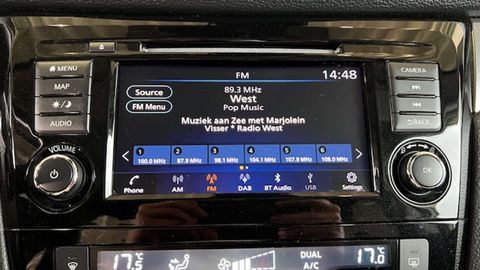 MENU
MAP
AUDIO
VOLUME
FM
14:48
Source
FM Menu
89.3 MHz
West
Pop Music
Muziek aan Zee met Marjolein
Visser * Radio West
1 2 3 4 5 6
100.0 MHz 87.9 MHz 98.1 MHz 104.1 MHz 107.9 MHz 108.0 MHz
Phone AM FM DAB BT Audio USB Settings
CAMERA
BACK
OK
17.5 DUAL 17.0
A/C